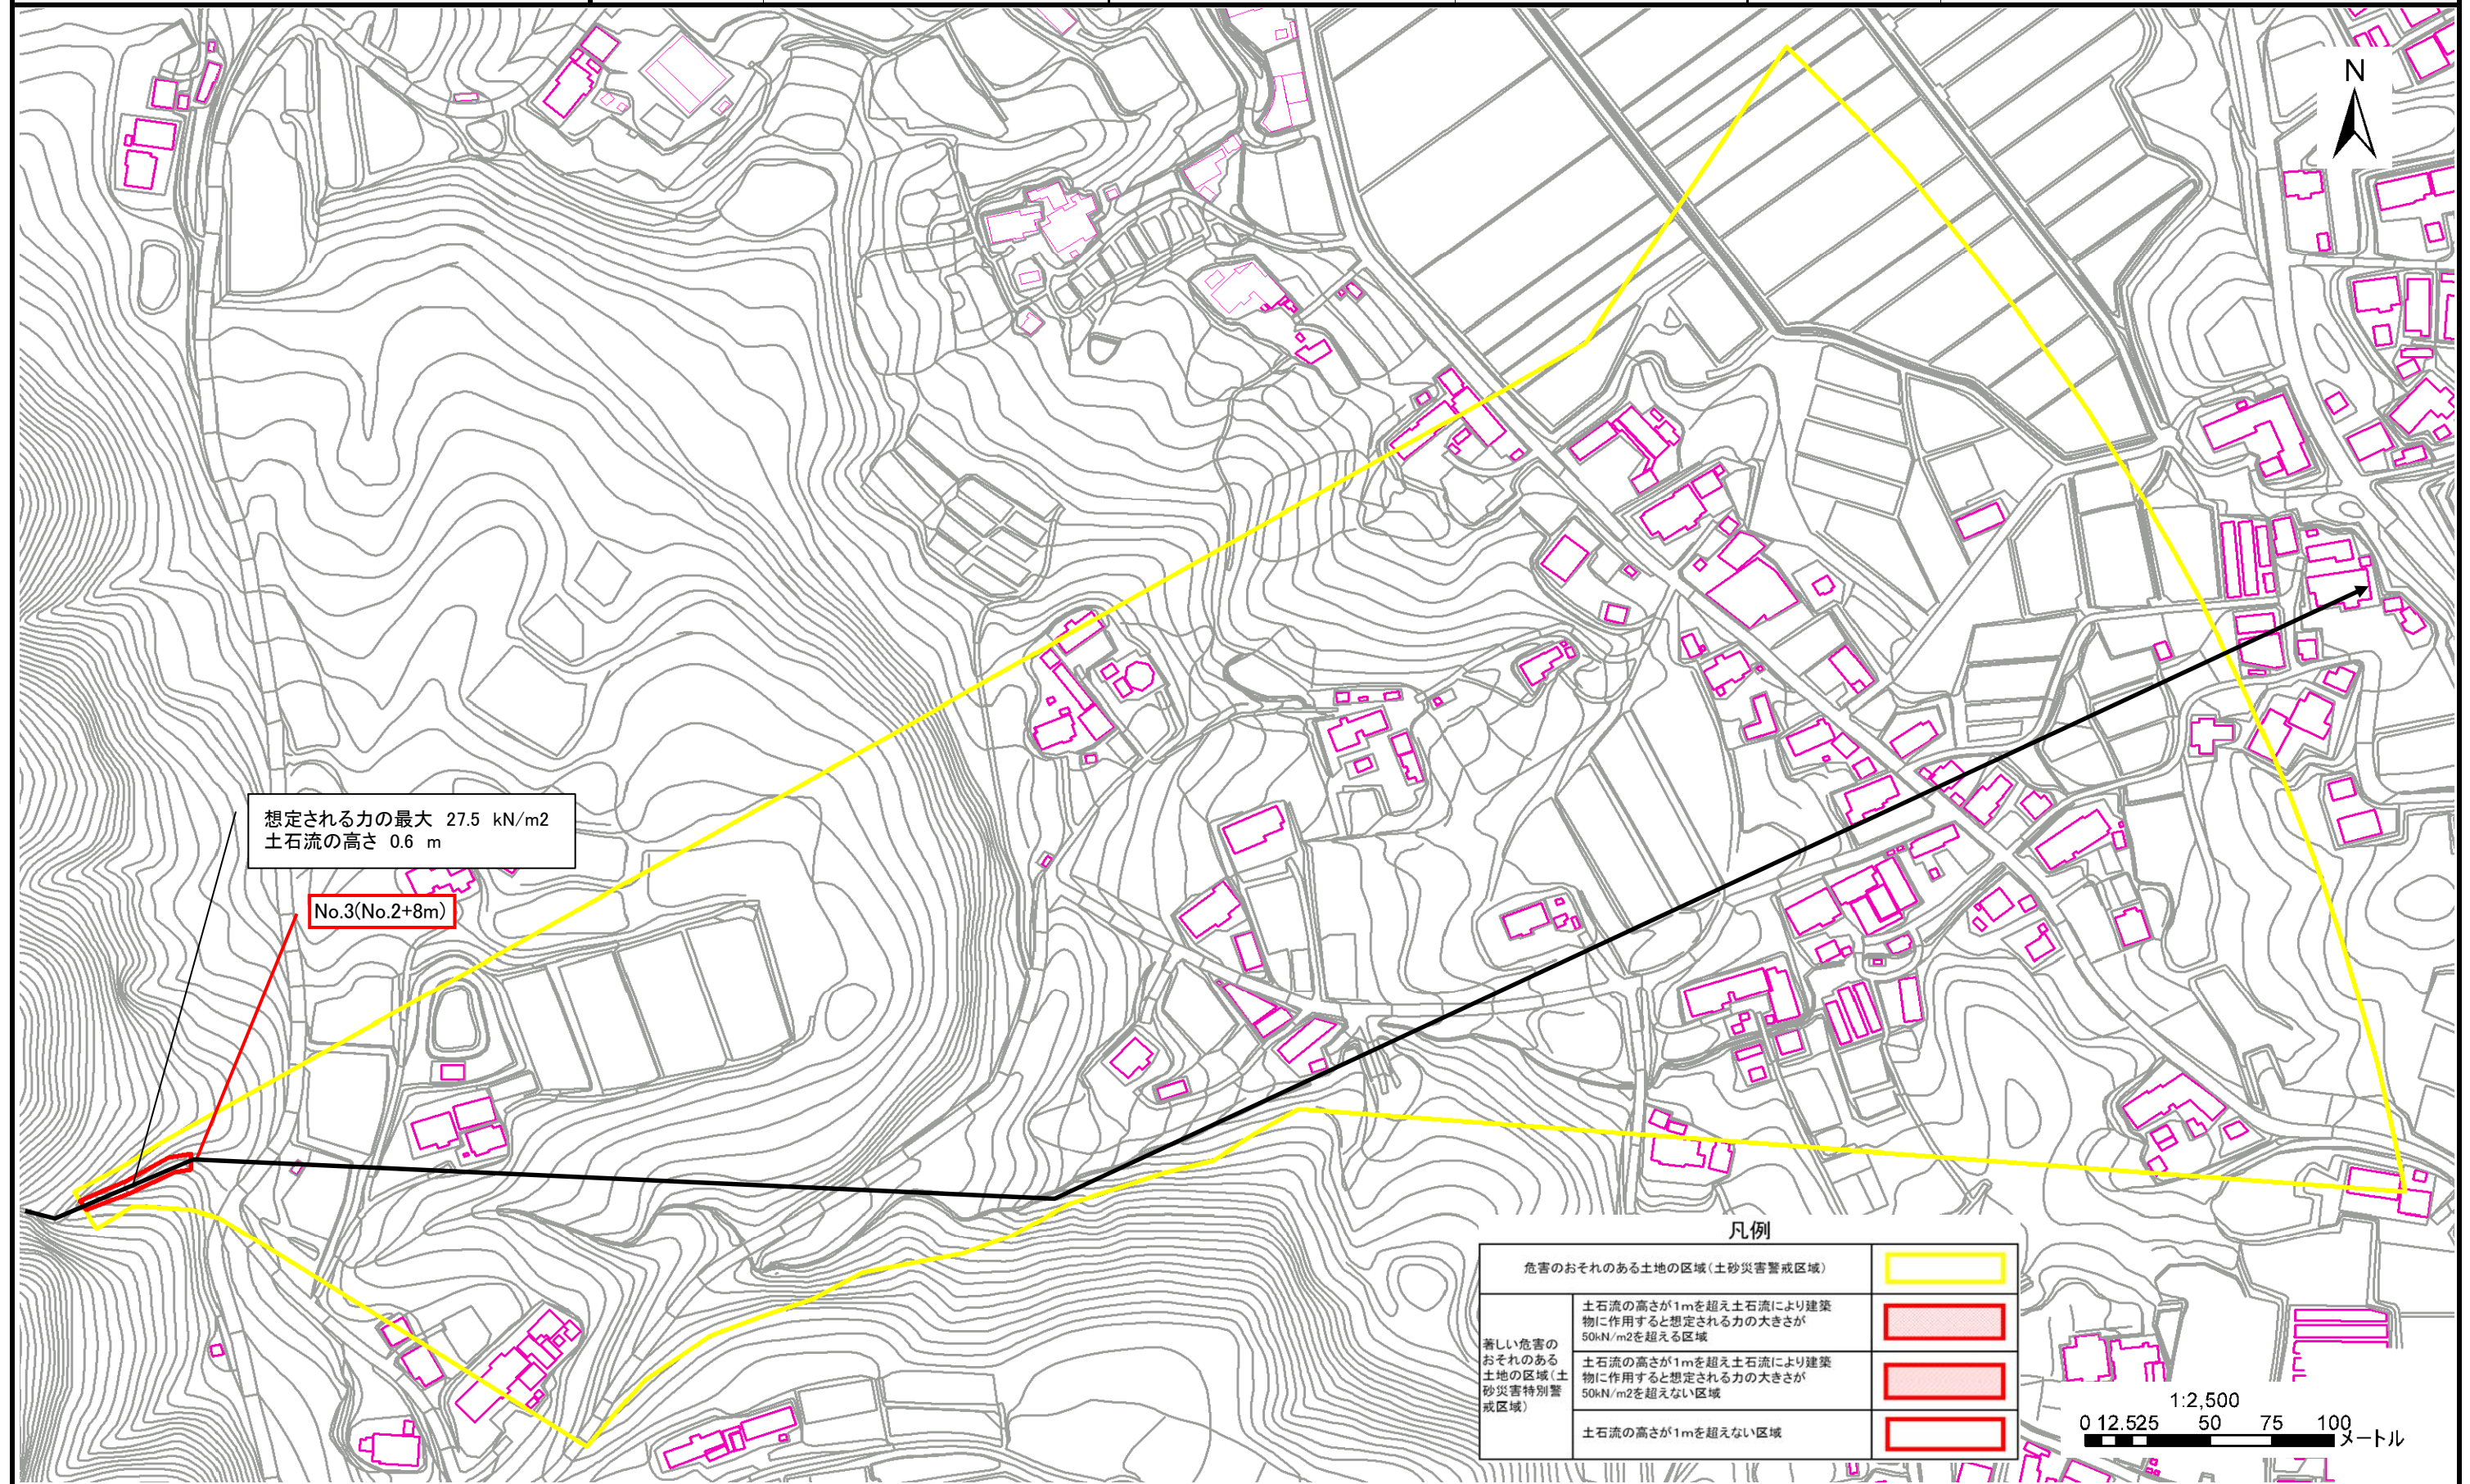 N
想定される力の最大 27.5 kN/m2
土石流の高さ 0.6 m
No.3(No.2+8m)
凡例
危害のおそれのある土地の区域(土砂災害警戒区域)
著しい危害の
おそれのある
土地の区域(土
砂災害特別警
戒区域)
土石流の高さが1mを超え土石流により建築
物に作用すると想定される力の大きさが
50kN/m2を超える区域
土石流の高さが1mを超え土石流により建築
物に作用すると想定される力の大きさが
50kN/m2を超えない区域
土石流の高さが1mを超えない区域
1:2,500
0 12.525 50 75 100
メートル